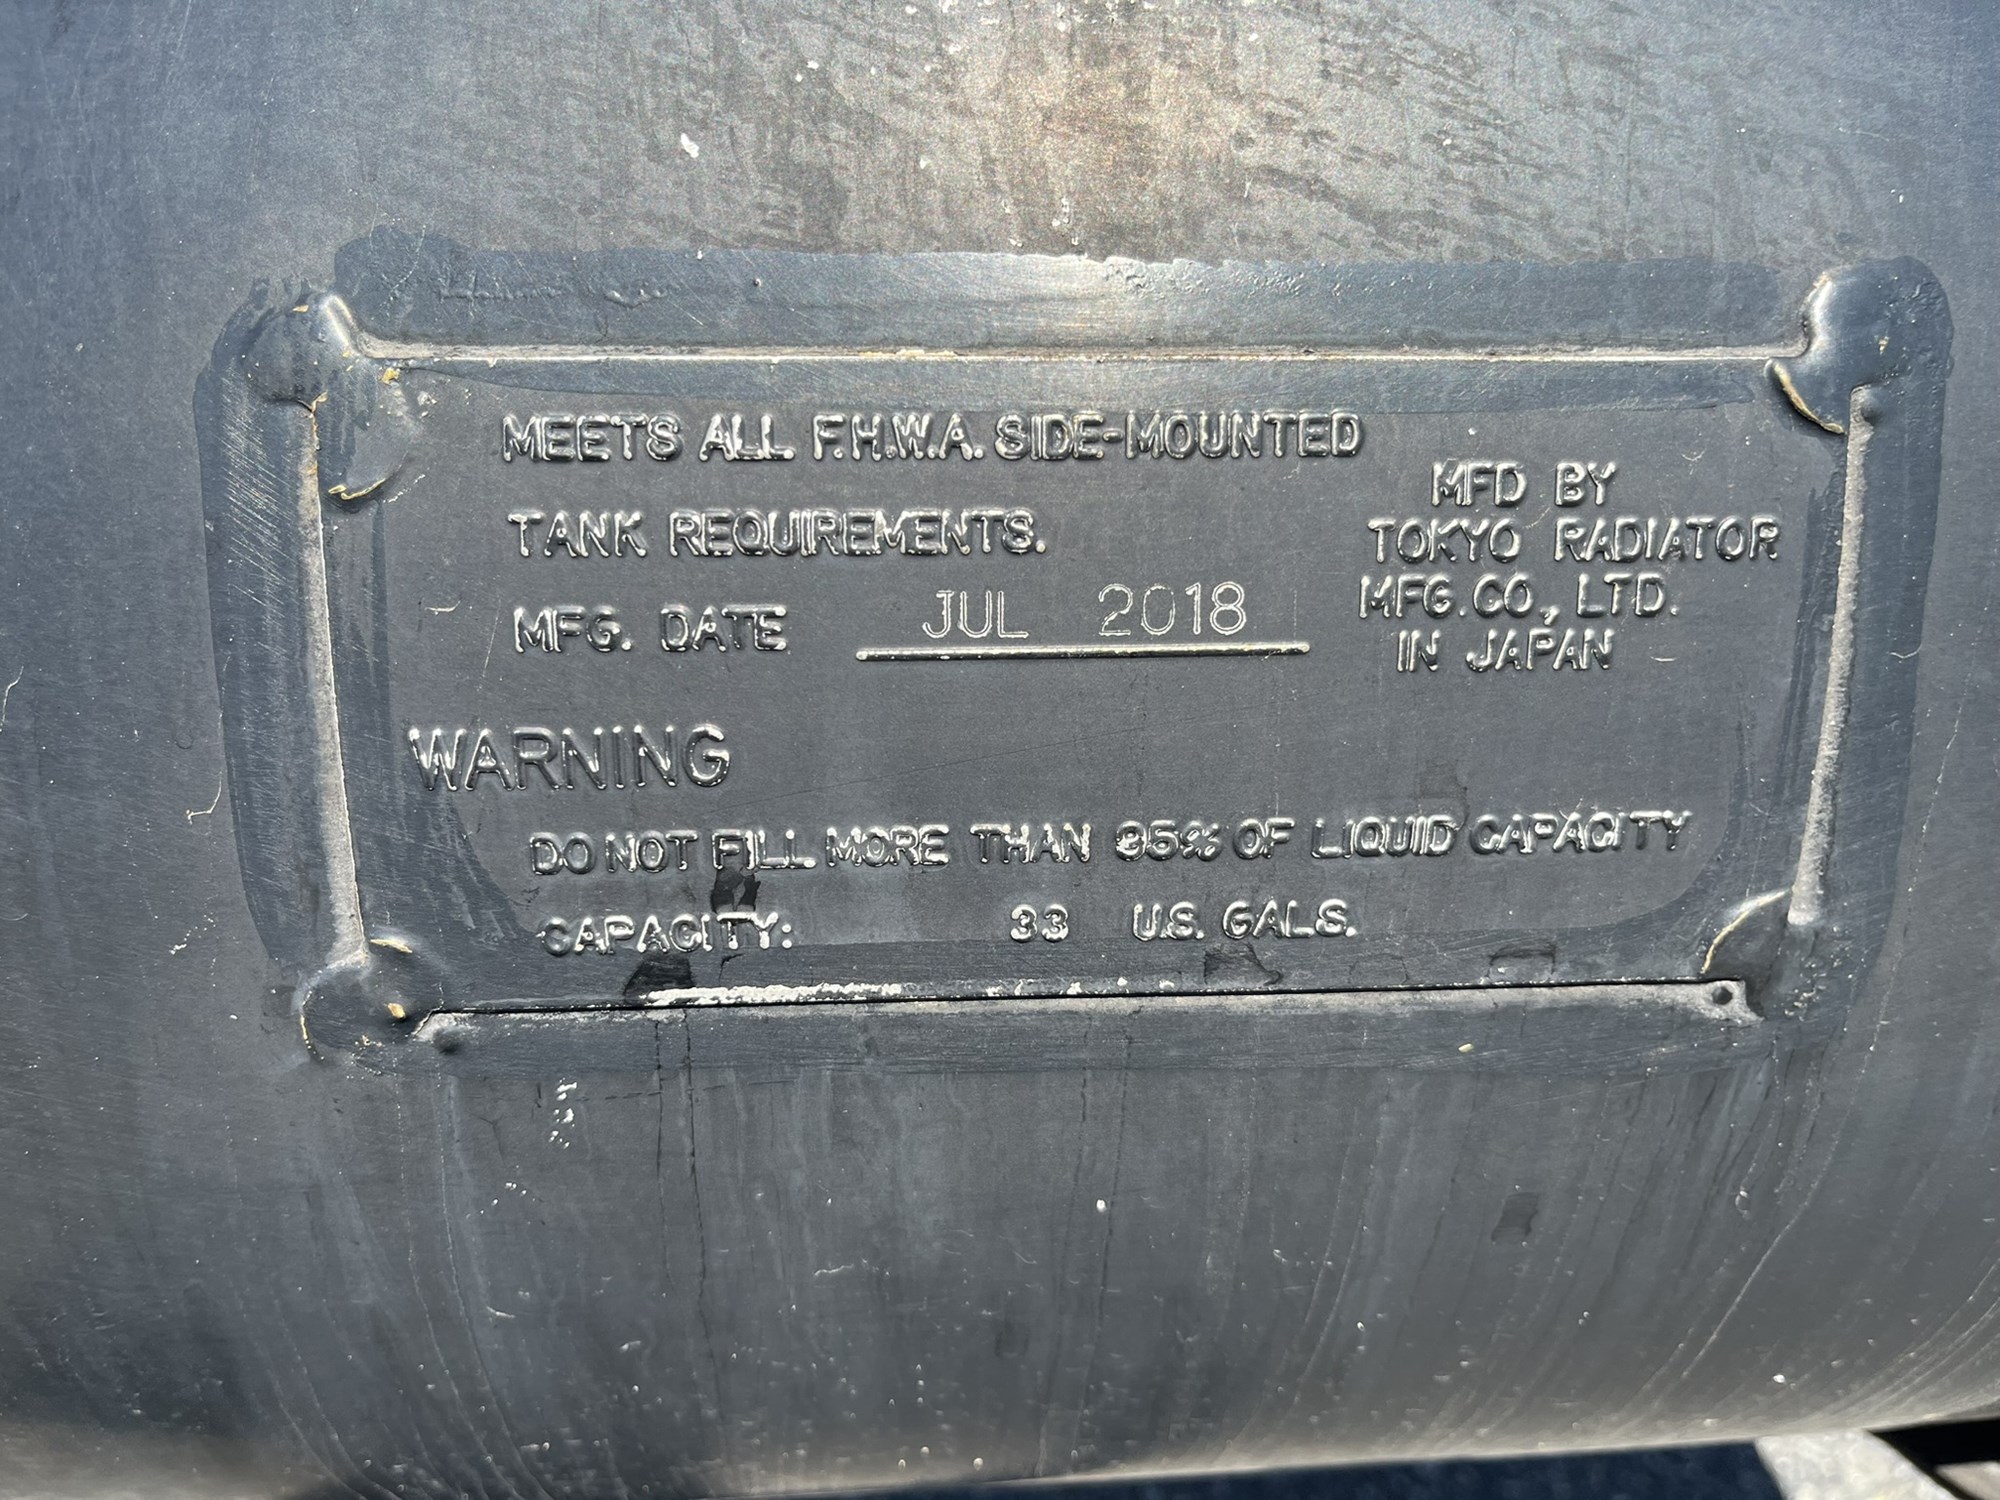 MEETS ALL F.H.W.A. SIDE-MOUNTED
TANK REQUIREMENTS.
MFG. DATE JUL 2018
MFD BY
TOKYO RADIATOR
MFG. CO., LTD.
IN JAPAN
WARNING
DO NOT FILL MORE THAN 95% OF LIQUID CAPACITY
CAPACITY: 33 U.S. GALS.